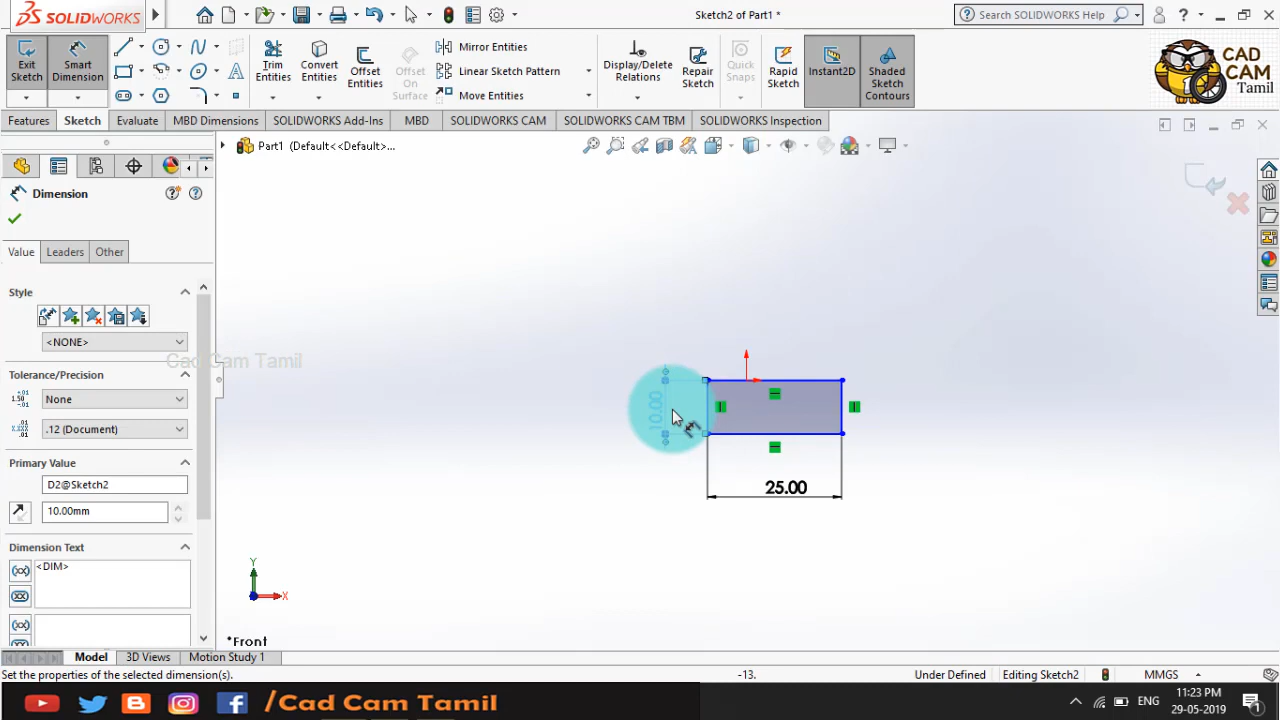 SOLIDWORKS
Sketch2 of Part1 *
Search SOLIDWORKS Help
Exit Sketch
Smart Dimension
Trim Entities
Convert Entities
Offset Entities
Offset On Surface
Mirror Entities
Linear Sketch Pattern
Move Entities
Display/Delete Relations
Repair Sketch
Quick Snaps
Rapid Sketch
Instant2D
Shaded Sketch Contours
CAD
CAM
Tamil
Features
Sketch
Evaluate
MBD Dimensions
SOLIDWORKS Add-Ins
MBD
SOLIDWORKS CAM
SOLIDWORKS CAM TBM
SOLIDWORKS Inspection
Part1 (Default<<Default>...
Dimension
Value
Leaders
Other
Style
<NONE>
Cad Cam Tamil
Tolerance/Precision
None
.12 (Document)
Primary Value
D2@Sketch2
10.00mm
Dimension Text
<DIM>
10.00
25.00
Y
X
*Front
Model
3D Views
Motion Study 1
Set the properties of the selected dimension(s).
-13.
Under Defined
Editing Sketch2
MMGS
/Cad Cam Tamil
ENG
11:23 PM
29-05-2019